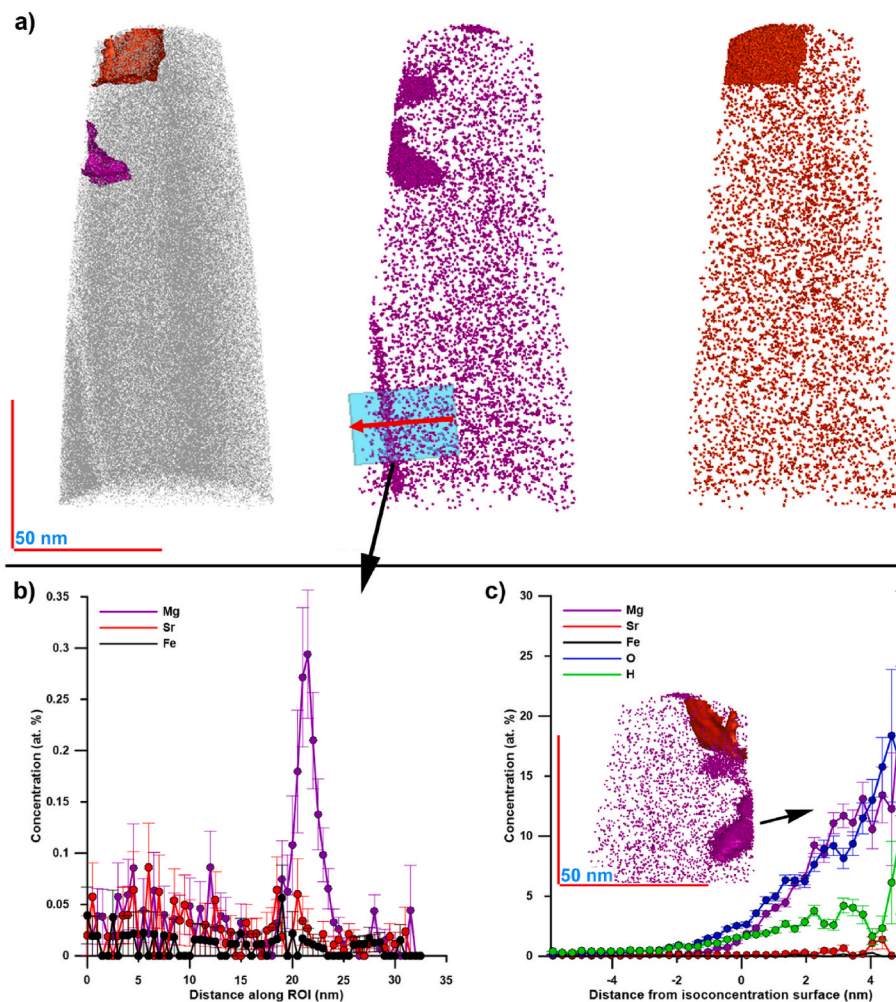 a)
50 nm
b)
Mg
Sr
Fe
0.35
0.3
0.25
0.2
0.15
0.1
0.05
0
Concentration (at. %)
0 5 10 15 20 25 30 35
Distance along ROI (nm)
c)
Mg
Sr
Fe
O
H
30
25
20
15
10
5
0
Concentration (at. %)
50 nm
-4 -2 0 2 4
Distance from isoconcentration surface (nm)